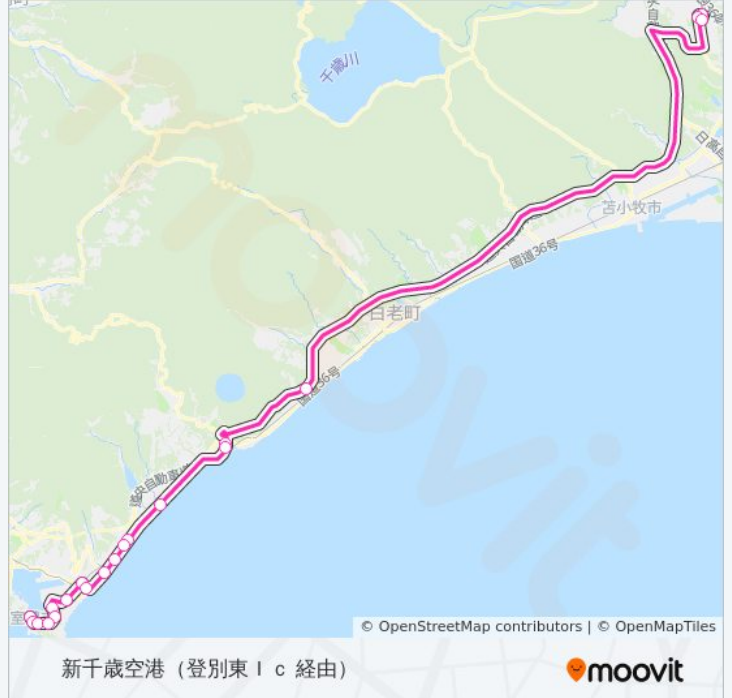 千歳川
苫小牧市
国道36号
白老町
国道36号
© OpenStreetMap contributors | © OpenMapTiles
新千歳空港（登別東Ｉｃ 経由）
moovit